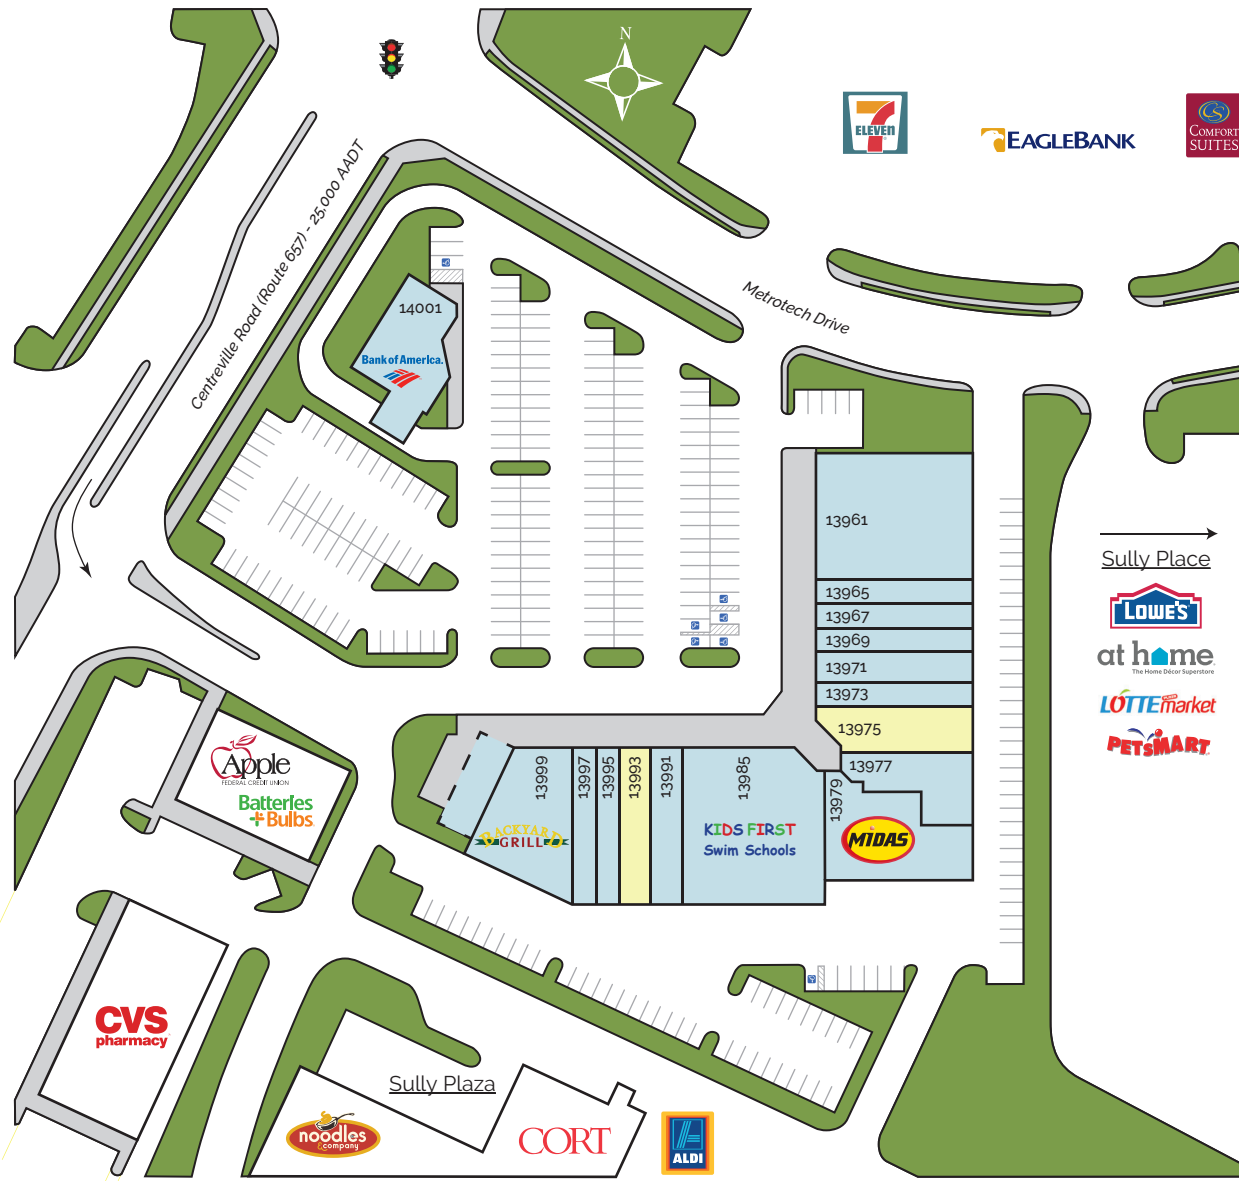 N
7
ELEVEN
EAGLEBANK
CS
COMFORT
SUITES
Centreville Road (Route 657) - 25,000 AADT
Metrotech Drive
14001
Bank of America.
13961
13965
13967
13969
13971
13973
13975
13977
13979
MIDAS
13999
13997
13995
13993
13991
13985
BACKYARD
GRILL
KIDS FIRST
Swim Schools
Sully Place
LOWE'S
at home.
The Home Décor Superstore
LOTTE PLAZA market
PETSMART
Apple
FEDERAL CREDIT UNION
Batteries
+ Bulbs
CVS
pharmacy
Sully Plaza
noodles
& company
CORT
ALDI